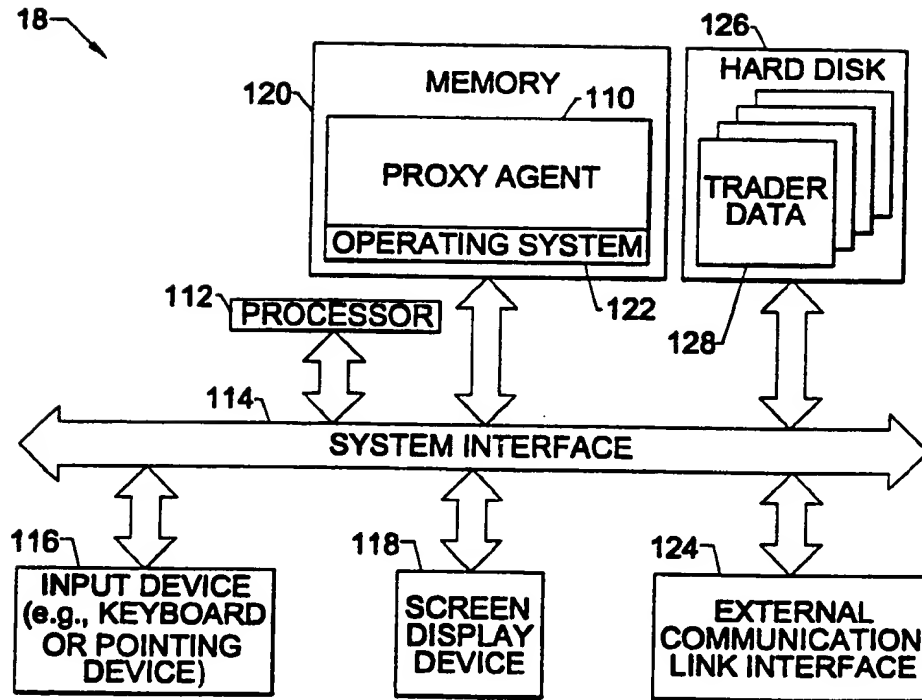 18
120
MEMORY
110
PROXY AGENT
OPERATING SYSTEM
122
126
HARD DISK
TRADER
DATA
128
112
PROCESSOR
114
SYSTEM INTERFACE
116
INPUT DEVICE
(e.g., KEYBOARD
OR POINTING
DEVICE)
118
SCREEN
DISPLAY
DEVICE
124
EXTERNAL
COMMUNICATION
LINK INTERFACE